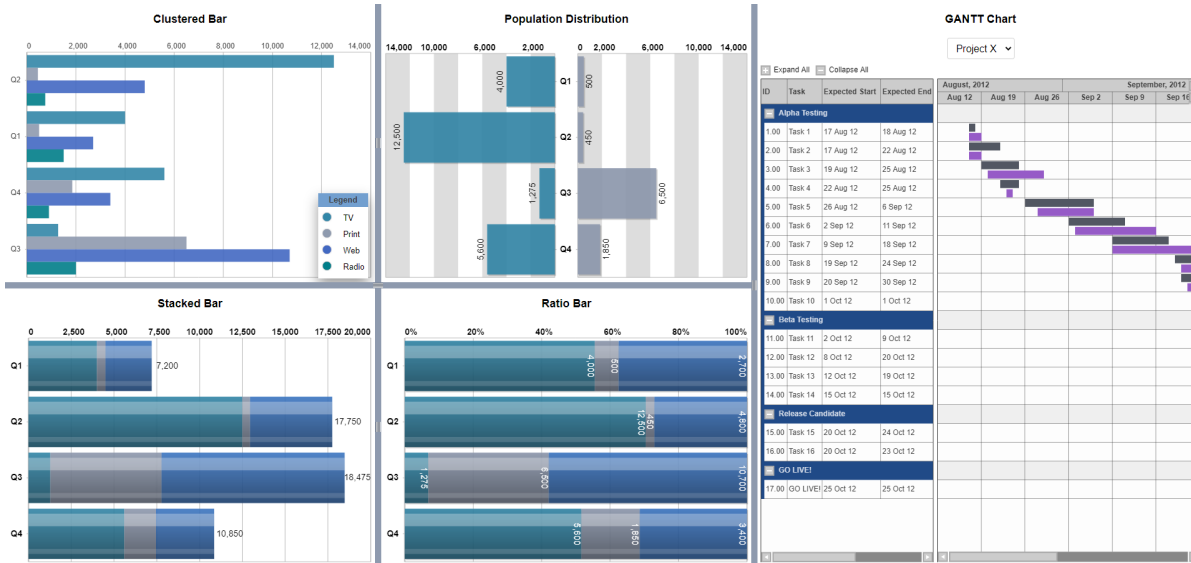 Clustered Bar
0 2,000 4,000 6,000 8,000 10,000 12,000 14,000
Q2
Q1
Q4
Q3
Legend
TV
Print
Web
Radio
Population Distribution
14,000 10,000 6,000 2,000 0 2,000 6,000 10,000 14,000
4,000 Q1 500
12,500 Q2 450
1,275 Q3 6,500
5,600 Q4 1,850
GANTT Chart
Project X
Expand All Collapse All
ID Task Expected Start Expected End
Alpha Testing
1.00 Task 1 17 Aug 12 18 Aug 12
2.00 Task 2 17 Aug 12 22 Aug 12
3.00 Task 3 19 Aug 12 25 Aug 12
4.00 Task 4 22 Aug 12 25 Aug 12
5.00 Task 5 26 Aug 12 6 Sep 12
6.00 Task 6 2 Sep 12 11 Sep 12
7.00 Task 7 9 Sep 12 18 Sep 12
8.00 Task 8 19 Sep 12 24 Sep 12
9.00 Task 9 20 Sep 12 30 Sep 12
10.00 Task 10 1 Oct 12 1 Oct 12
Beta Testing
11.00 Task 11 2 Oct 12 9 Oct 12
12.00 Task 12 8 Oct 12 20 Oct 12
13.00 Task 13 12 Oct 12 19 Oct 12
14.00 Task 14 15 Oct 12 15 Oct 12
Release Candidate
15.00 Task 15 20 Oct 12 24 Oct 12
16.00 Task 16 20 Oct 12 23 Oct 12
GO LIVE!
17.00 GO LIVE! 25 Oct 12 25 Oct 12
August, 2012 September, 2012
Aug 12 Aug 19 Aug 26 Sep 2 Sep 9 Sep 16
Stacked Bar
0 2,500 5,000 7,500 10,000 12,500 15,000 17,500 20,000
Q1 7,200
Q2 17,750
Q3 18,475
Q4 10,850
Ratio Bar
0% 20% 40% 60% 80% 100%
Q1 4,000 500 2,700
Q2 12,500 450 4,800
Q3 1,275 6,500 10,700
Q4 5,600 1,850 3,400